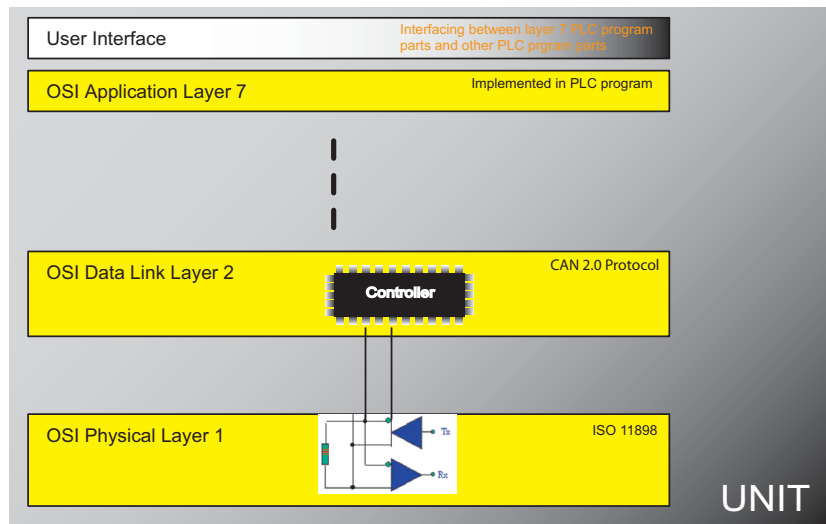 User Interface
Interfacing between layer 7 PLC program
parts and other PLC prgram parts
OSI Application Layer 7
Implemented in PLC program
OSI Data Link Layer 2
CAN 2.0 Protocol
Controller
OSI Physical Layer 1
ISO 11898
Tx
Rx
UNIT